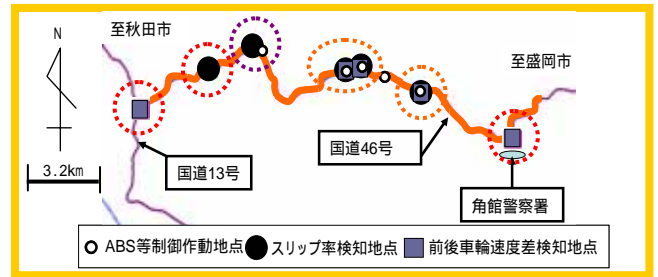 至秋田市
N
至盛岡市
国道46号
国道13号
3.2km
角館警察署
ABS等制御作動地点 スリップ率検知地点 前後車輪速度差検知地点